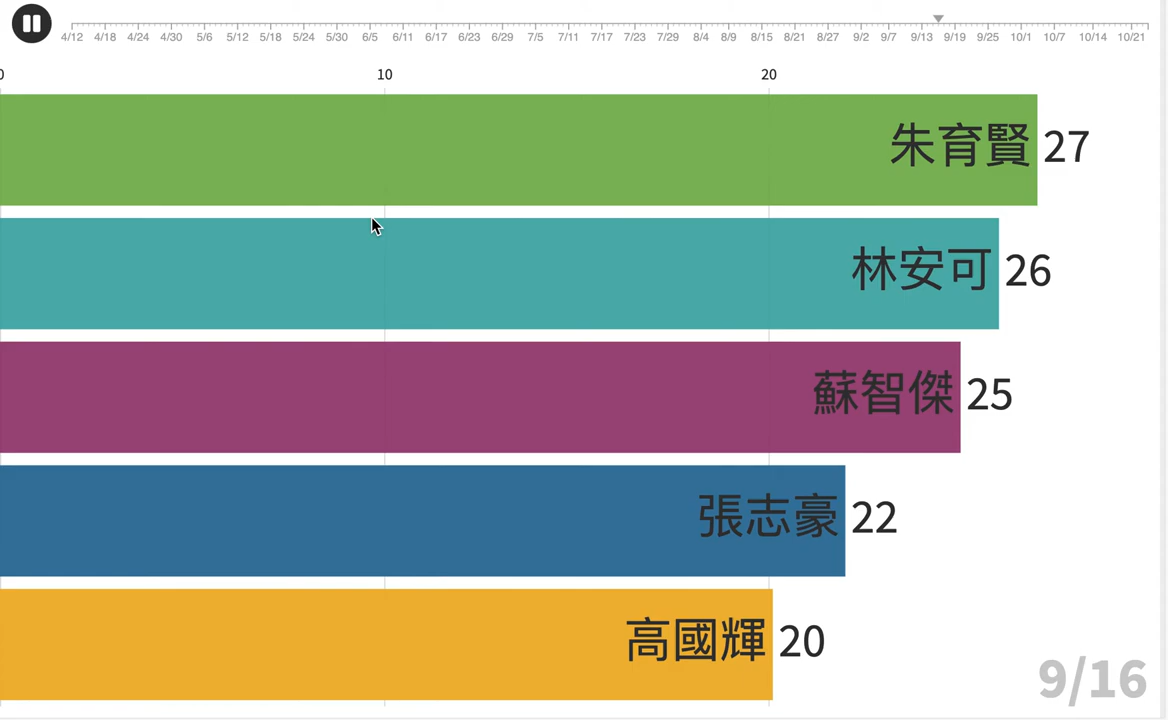 4/12 4/18 4/24 4/30 5/6 5/12 5/18 5/24 5/30 6/5 6/11 6/17 6/23 6/29 7/5 7/11 7/17 7/23 7/29 8/4 8/9 8/15 8/21 8/27 9/2 9/7 9/13 9/19 9/25 10/1 10/7 10/14 10/21
0 10 20
朱育賢 27
林安可 26
蘇智傑 25
張志豪 22
高國輝 20
9/16